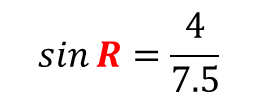 sin R = 4/7.5